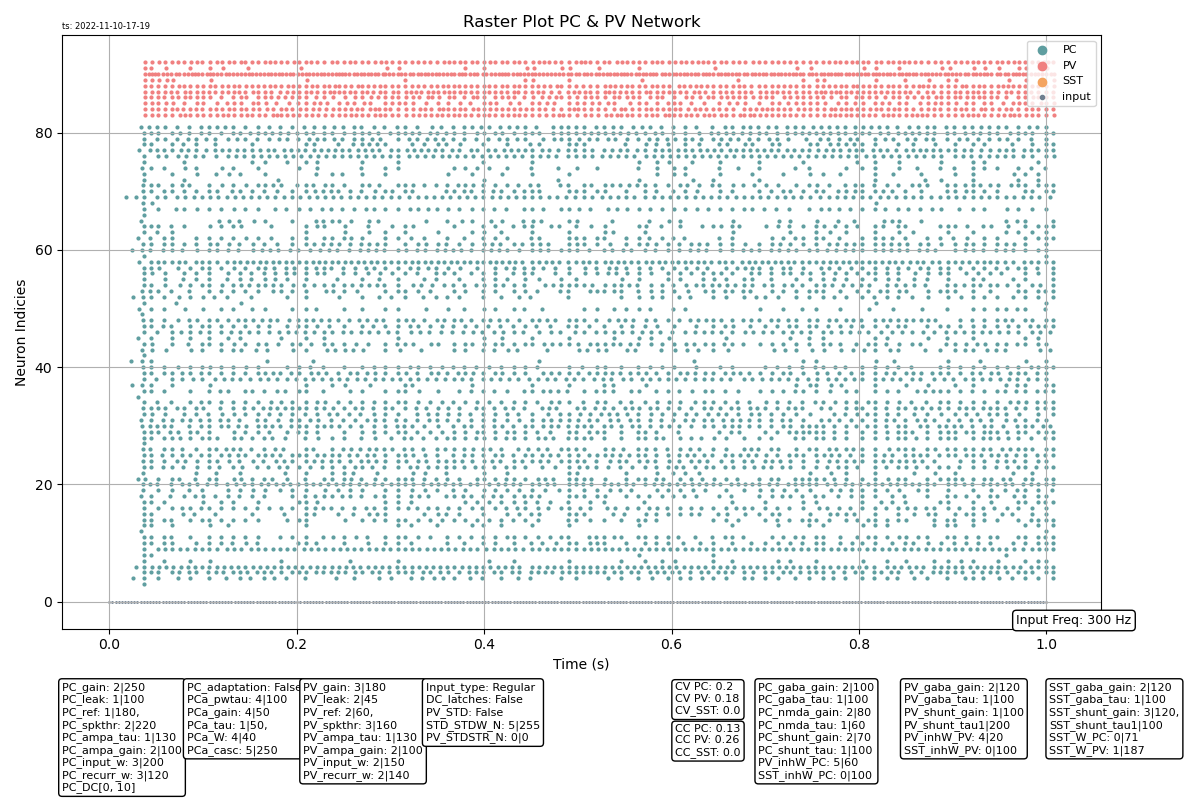 ts: 2022-11-10-17-19
Raster Plot PC & PV Network
PC
PV
SST
input
80
60
40
20
0
Neuron Indicies
0.0
0.2
0.4
0.6
0.8
1.0
Time (s)
Input Freq: 300 Hz
PC_gain: 2|250
PC_leak: 1|100
PC_ref: 1|180,
PC_spkthr: 2|220
PC_ampa_tau: 1|130
PC_ampa_gain: 2|100
PC_input_w: 3|200
PC_recurr_w: 3|120
PC_DC[0, 10]
PCa_adaptation: False
PCa_pwtau: 4|100
PCa_gain: 4|50
PCa_tau: 1|50,
PCa_W: 4|40
PCa_casc: 5|250
PV_gain: 3|180
PV_leak: 2|45
PV_ref: 2|60,
PV_spkthr: 3|160
PV_ampa_tau: 1|130
PV_ampa_gain: 2|100
PV_input_w: 2|150
PV_recurr_w: 2|140
Input_type: Regular
DC_latches: False
PV_STD: False
STD_STDW_N: 5|255
PV_STDSTR_N: 0|0
CV PC: 0.2
CV PV: 0.18
CV_SST: 0.0
CC PC: 0.13
CC PV: 0.26
CC_SST: 0.0
PC_gaba_gain: 2|100
PC_gaba_tau: 1|100
PC_nmda_gain: 2|80
PC_nmda_tau: 1|60
PC_shunt_gain: 2|70
PC_shunt_tau: 1|100
PV_inhW_PC: 5|60
SST_inhW_PC: 0|100
PV_gaba_gain: 2|120
PV_gaba_tau: 1|100
PV_shunt_gain: 1|100
PV_shunt_tau1|200
PV_inhW_PV: 4|20
SST_inhW_PV: 0|100
SST_gaba_gain: 2|120
SST_gaba_tau: 1|100
SST_shunt_gain: 3|120,
SST_shunt_tau1|100
SST_W_PC: 0|71
SST_W_PV: 1|187